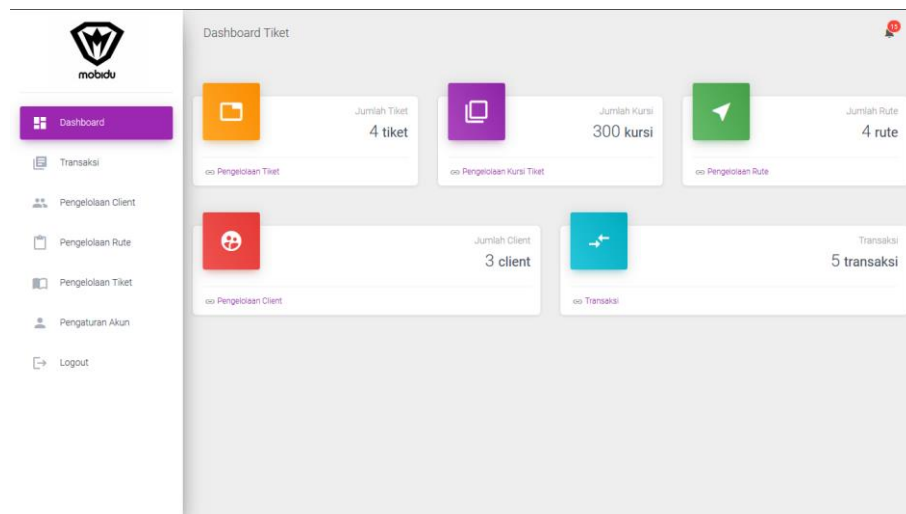 mobidu
Dashboard
Transaksi
Pengelolaan Client
Pengelolaan Rute
Pengelolaan Tiket
Pengaturan Akun
Logout
Dashboard Tiket
13
Jumlah Tiket
4 tiket
Pengelolaan Tiket
Jumlah Kursi
300 kursi
Pengelolaan Kursi Tiket
Jumlah Rute
4 rute
Pengelolaan Rute
Jumlah Client
3 client
Pengelolaan Client
Transaksi
5 transaksi
Transaksi